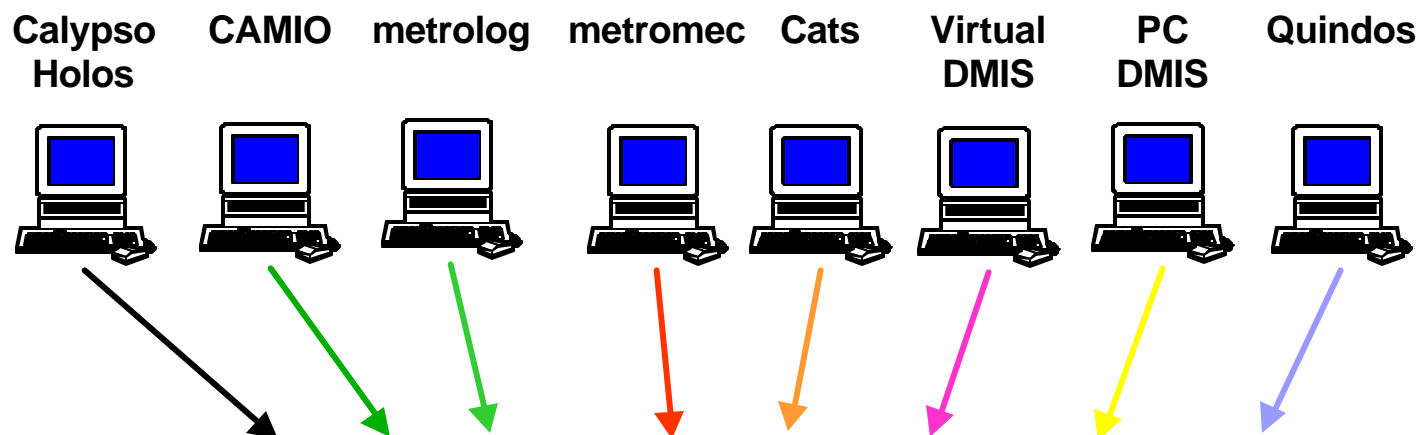 Calypso CAMIO metrolog metromec Cats Virtual PC Quindos
Holos DMIS DMIS